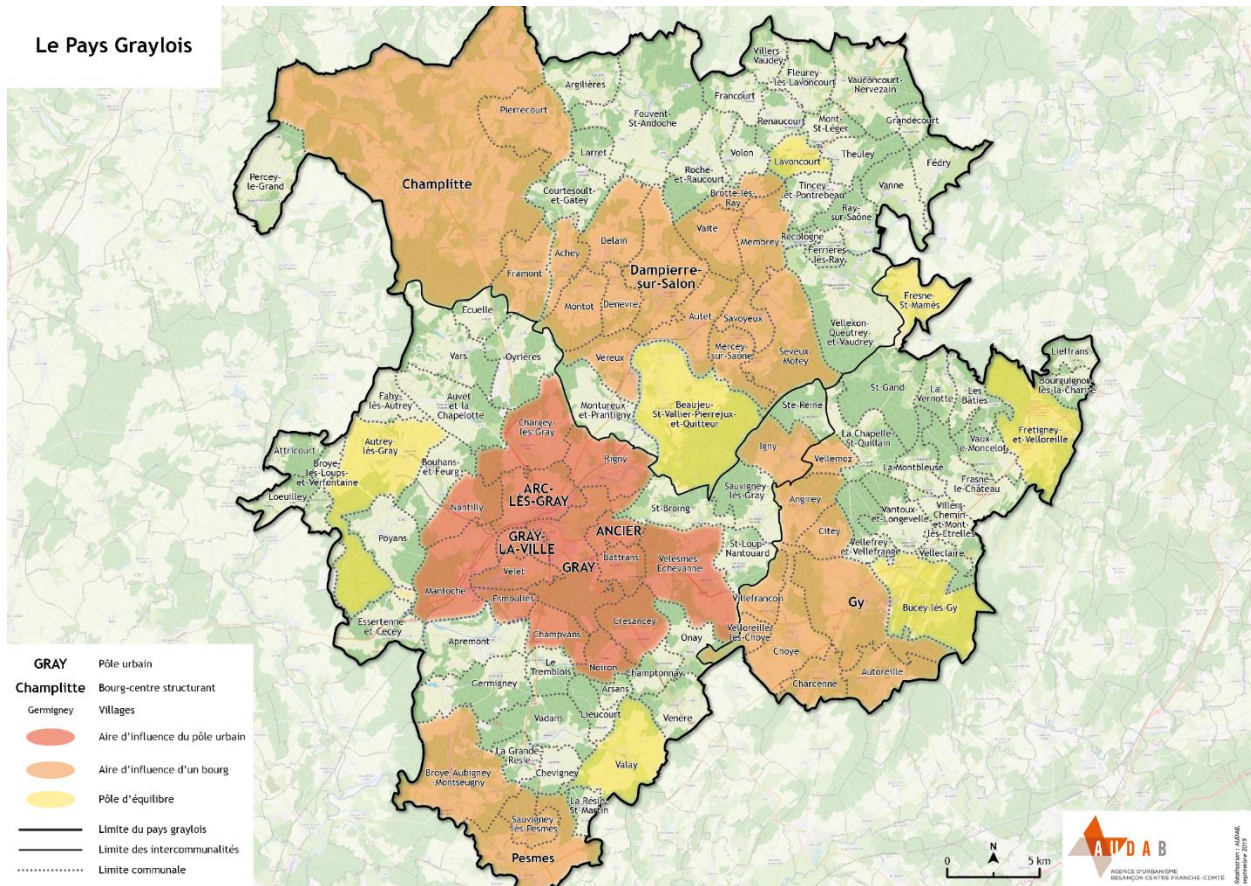 Le Pays Graylois
Villers
Vaudey
Fleurey-
lès-Lavoncourt
Vauconcourt-
Nervezain
Argillières
Francourt
Pierrecourt
Fouvent-
St-Andoche
Renaucourt
Mont-
St-Léger
Grandecourt
Larret
Volon
Lavoncourt
Theuley
Fédry
Percey-
le-Grand
Champlitte
Courtesoult-
et-Gatey
Roche-
et-Raucourt
Brotte-lès-
Ray
Tincey-
et-Pontrebeau
Vanne
Ray-
sur-Saône
Vaite
Membrey
Recologne
Ferrières-
lès-Ray
Achey
Delain
Framont
Dampierre-
sur-Salon
Fresne-
St-Mamès
Montot
Denèvre
Autet
Savoyeux
Vellexon-
Queutrey-
et-Vaudrey
Ecuelle
Mercey-
sur-Saône
Seveux-
Motey
Vars
Oyrières
Vereux
Lieffrans
Bourguignon-
lès-la-Charité
Fahy-
lès-Autrey
Auvet
et la
Chapelotte
Montureux-
et-Prantigny
Beaujeu-
St-Vallier-Pierrejux-
et-Quitteur
Ste-Reine
St-Gand
La
Vernotte
Les
Bâties
Fretigney-
et-Velloreille
Autrey-
lès-Gray
Chargey-
lès-Gray
Igny
La Chapelle-
St-Quillain
Vaux-
le-Moncelot
Attricourt
Broye-
les-Loups-
et-Verfontaine
Bouhans-
et-Feurg
Rigny
Vellemoz
La-Montbleuse
Frasne-
le-Château
Loeuilley
ARC-
LÈS-GRAY
Sauvigney-
lès-Gray
Angirey
Nantilly
St-Broing
Vantoux-
et-Longevelle
Villers-
Chemin-
et-Mont-
lès-Etrelles
Poyans
GRAY-
LA-VILLE
ANCIER
Citey
St-Loup-
Nantouard
Vellefrey-
et-Vellefrange
Velleclaire
GRAY
Battrans
Velesmes-
Echevanne
Velet
Mantoche
Esmoulins
Villefrancon
Gy
Bucey-lès-Gy
Essertenne
et-Cecey
Cresancey
Velloreille-
lès-Choye
Apremont
Champvans
Onay
Choye
Le
Tremblois
Noiron
Champtonnay
Autoreille
Charcenne
Germigney
Arsans
Vadans
Lieucourt
Venère
La Grande-
Resie
Chevigney
Valay
Broye-Aubigney-
Montseugny
La Résie-
St-Martin
Sauvigney-
lès-Pesmes
Pesmes
GRAY Pôle urbain
Champlitte Bourg-centre structurant
Germigney Villages
Aire d'influence du pôle urbain
Aire d'influence d'un bourg
Pôle d'équilibre
Limite du pays graylois
Limite des intercommunalités
Limite communale
N
0 5 km
AUDAB
AGENCE D'URBANISME
BESANÇON CENTRE FRANCHE-COMTÉ
Réalisation : AUDAB,
septembre 2019